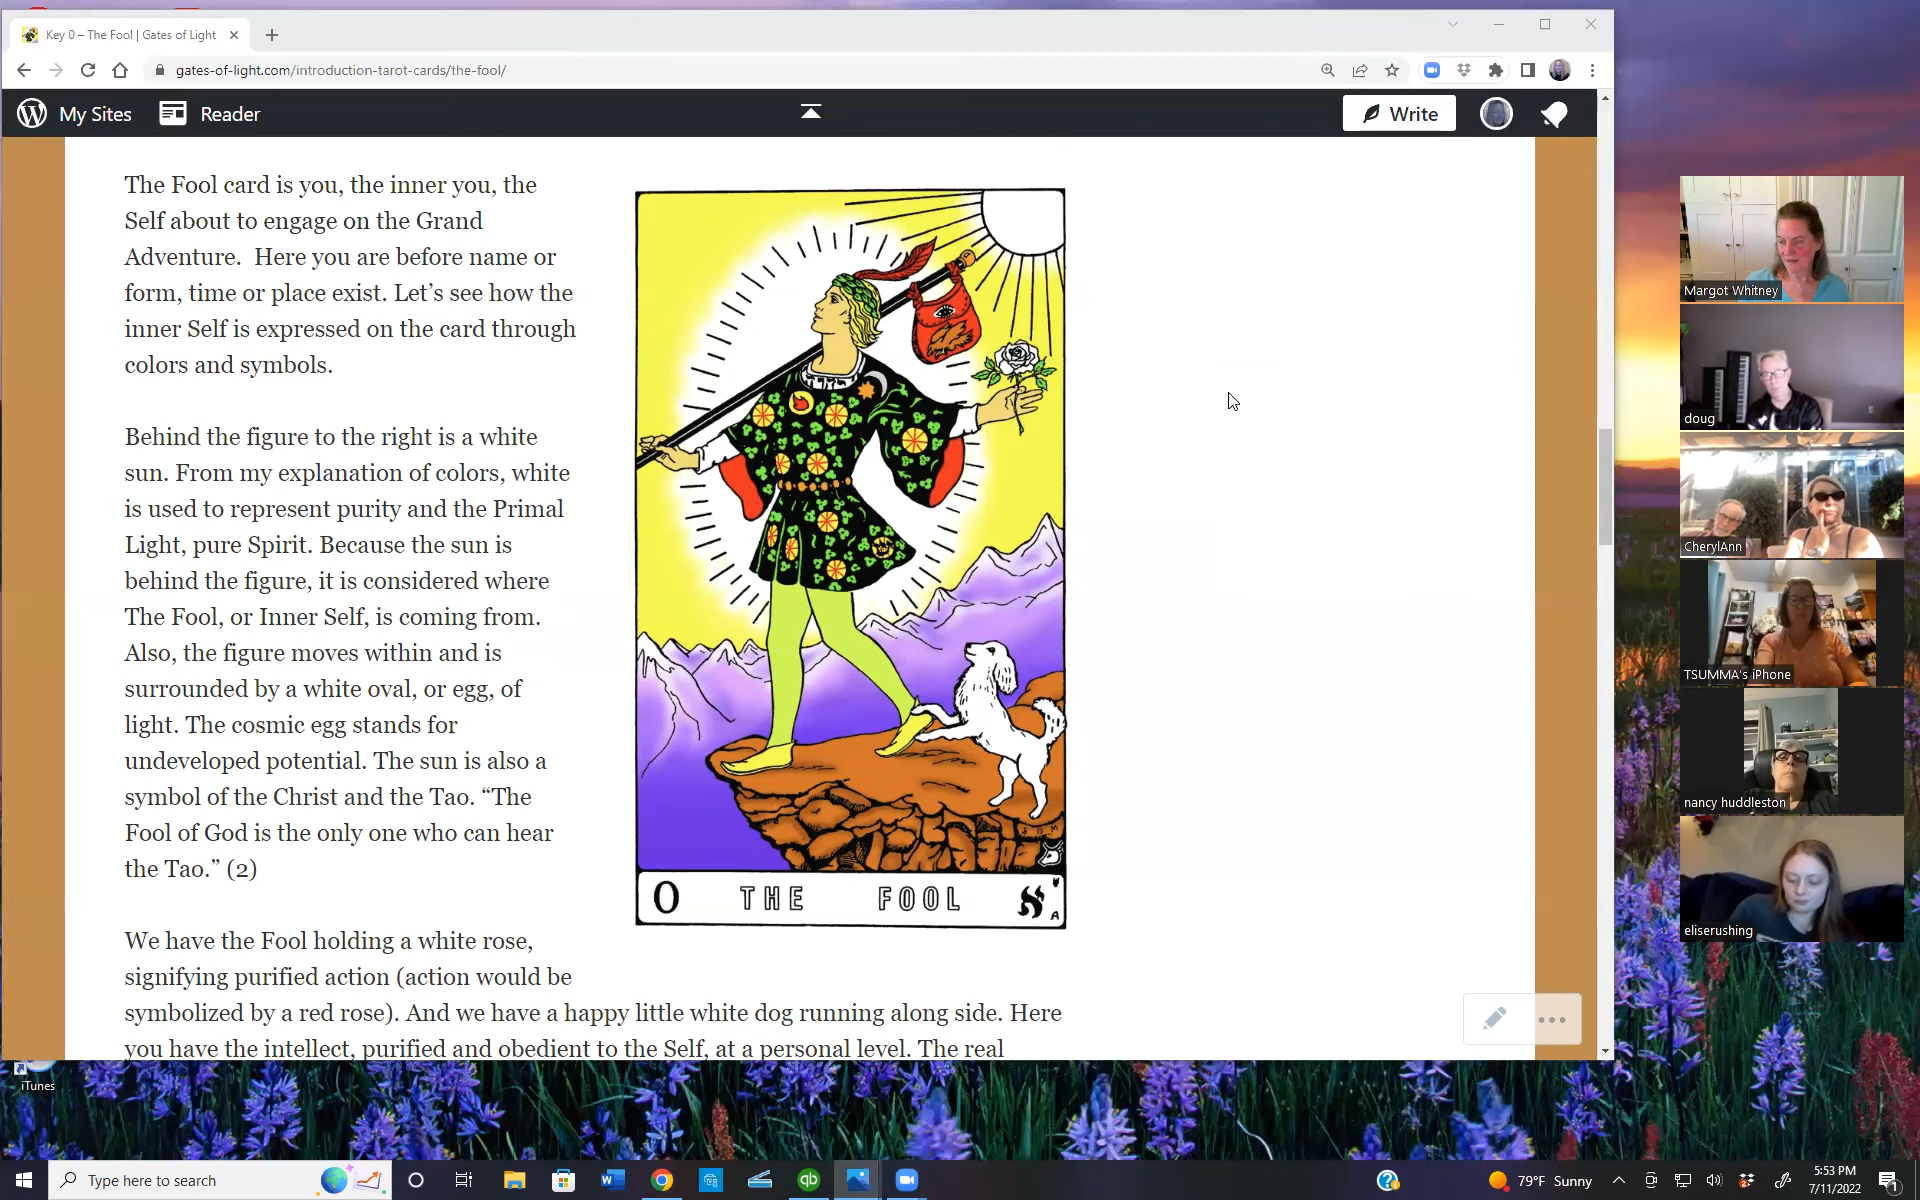 Key 0 – The Fool | Gates of Light
gates-of-light.com/introduction-tarot-cards/the-fool/
My Sites
Reader
Write
The Fool card is you, the inner you, the
Self about to engage on the Grand
Adventure.  Here you are before name or
form, time or place exist. Let’s see how the
inner Self is expressed on the card through
colors and symbols.
Behind the figure to the right is a white
sun. From my explanation of colors, white
is used to represent purity and the Primal
Light, pure Spirit. Because the sun is
behind the figure, it is considered where
The Fool, or Inner Self, is coming from.
Also, the figure moves within and is
surrounded by a white oval, or egg, of
light. The cosmic egg stands for
undeveloped potential. The sun is also a
symbol of the Christ and the Tao. “The
Fool of God is the only one who can hear
the Tao.” (2)
We have the Fool holding a white rose,
signifying purified action (action would be
symbolized by a red rose). And we have a happy little white dog running along side. Here
you have the intellect, purified and obedient to the Self, at a personal level. The real
0 THE FOOL א A
Margot Whitney
doug
CherylAnn
TSUMMA's iPhone
nancy huddleston
eliserushing
iTunes
Type here to search
79°F Sunny
5:53 PM
7/11/2022
1